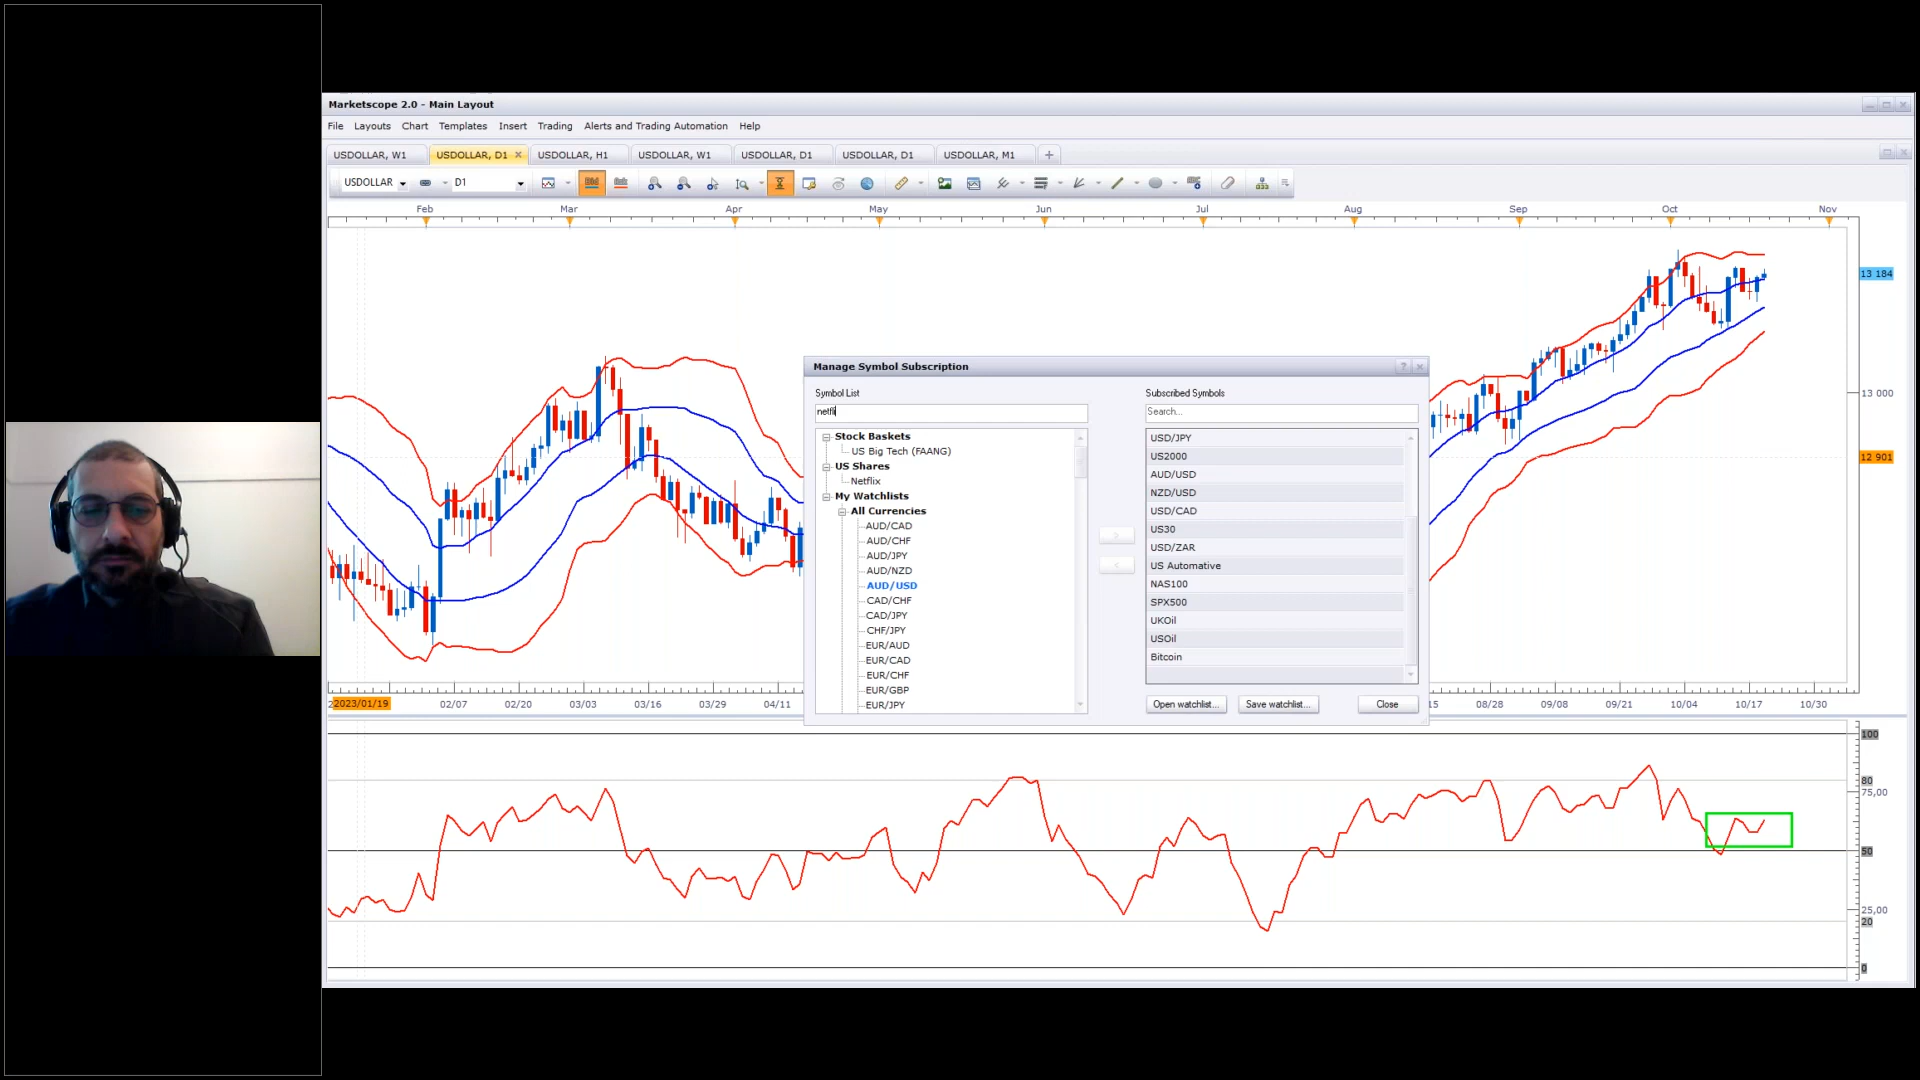 Marketscope 2.0 - Main Layout
File Layouts Chart Templates Insert Trading Alerts and Trading Automation Help
USDOLLAR, W1 USDOLLAR, D1 USDOLLAR, H1 USDOLLAR, W1 USDOLLAR, D1 USDOLLAR, D1 USDOLLAR, M1
USDOLLAR D1
Feb Mar Apr May Jun Jul Aug Sep Oct Nov
13 184
13 000
12 901
Manage Symbol Subscription
Symbol List
netfli
Stock Baskets
US Big Tech (FAANG)
US Shares
Netflix
My Watchlists
All Currencies
AUD/CAD
AUD/CHF
AUD/JPY
AUD/NZD
AUD/USD
CAD/CHF
CAD/JPY
CHF/JPY
EUR/AUD
EUR/CAD
EUR/CHF
EUR/GBP
EUR/JPY
Subscribed Symbols
Search...
USD/JPY
US2000
AUD/USD
NZD/USD
USD/CAD
US30
USD/ZAR
US Automative
NAS100
SPX500
UKOil
USOil
Bitcoin
Open watchlist... Save watchlist... Close
2023/01/19 02/07 02/20 03/03 03/16 03/29 04/11 15 08/28 09/08 09/21 10/04 10/17 10/30
100
80
75,00
50
25,00
20
0